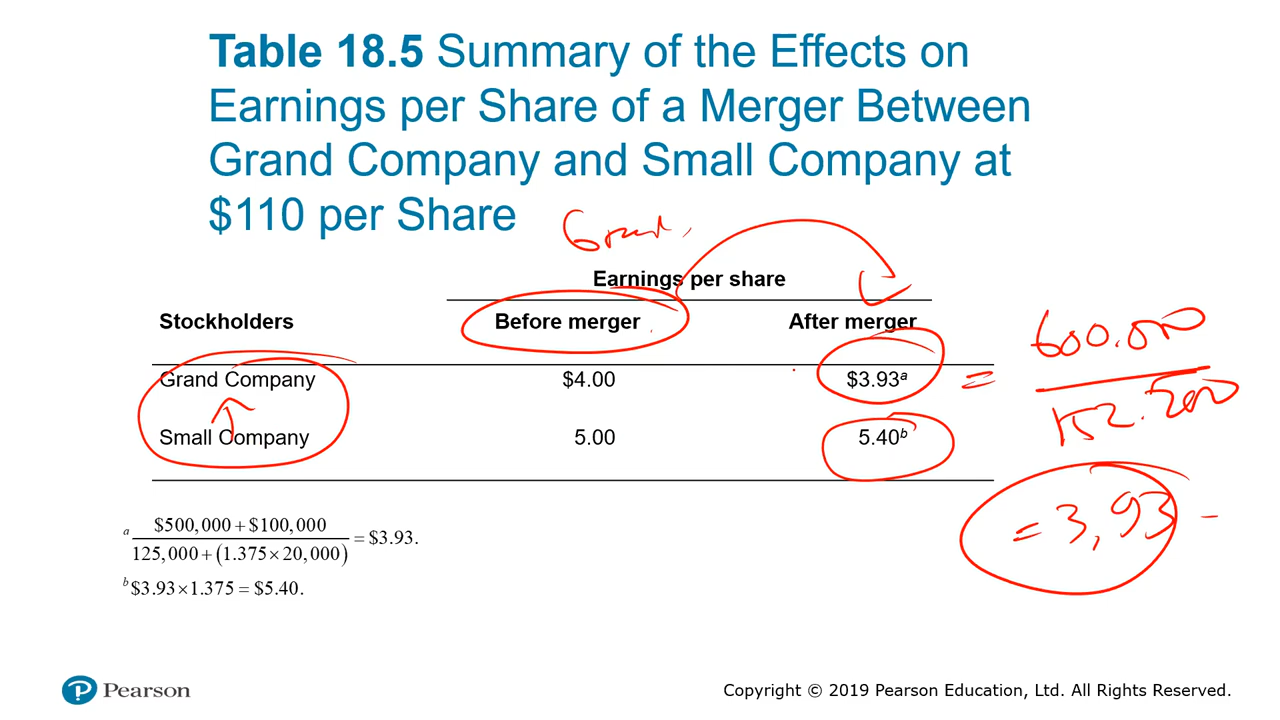 Table 18.5 Summary of the Effects on
Earnings per Share of a Merger Between
Grand Company and Small Company at
$110 per Share
Grand,
Earnings per share
Stockholders Before merger After merger
600.000
Grand Company $4.00 $3.93ᵃ =
152.500
Small Company 5.00 5.40ᵇ
= 3,93 -
ᵃ $500,000 + $100,000
125,000 + (1.375 × 20,000) = $3.93.
ᵇ $3.93 × 1.375 = $5.40.
P Pearson
Copyright © 2019 Pearson Education, Ltd. All Rights Reserved.